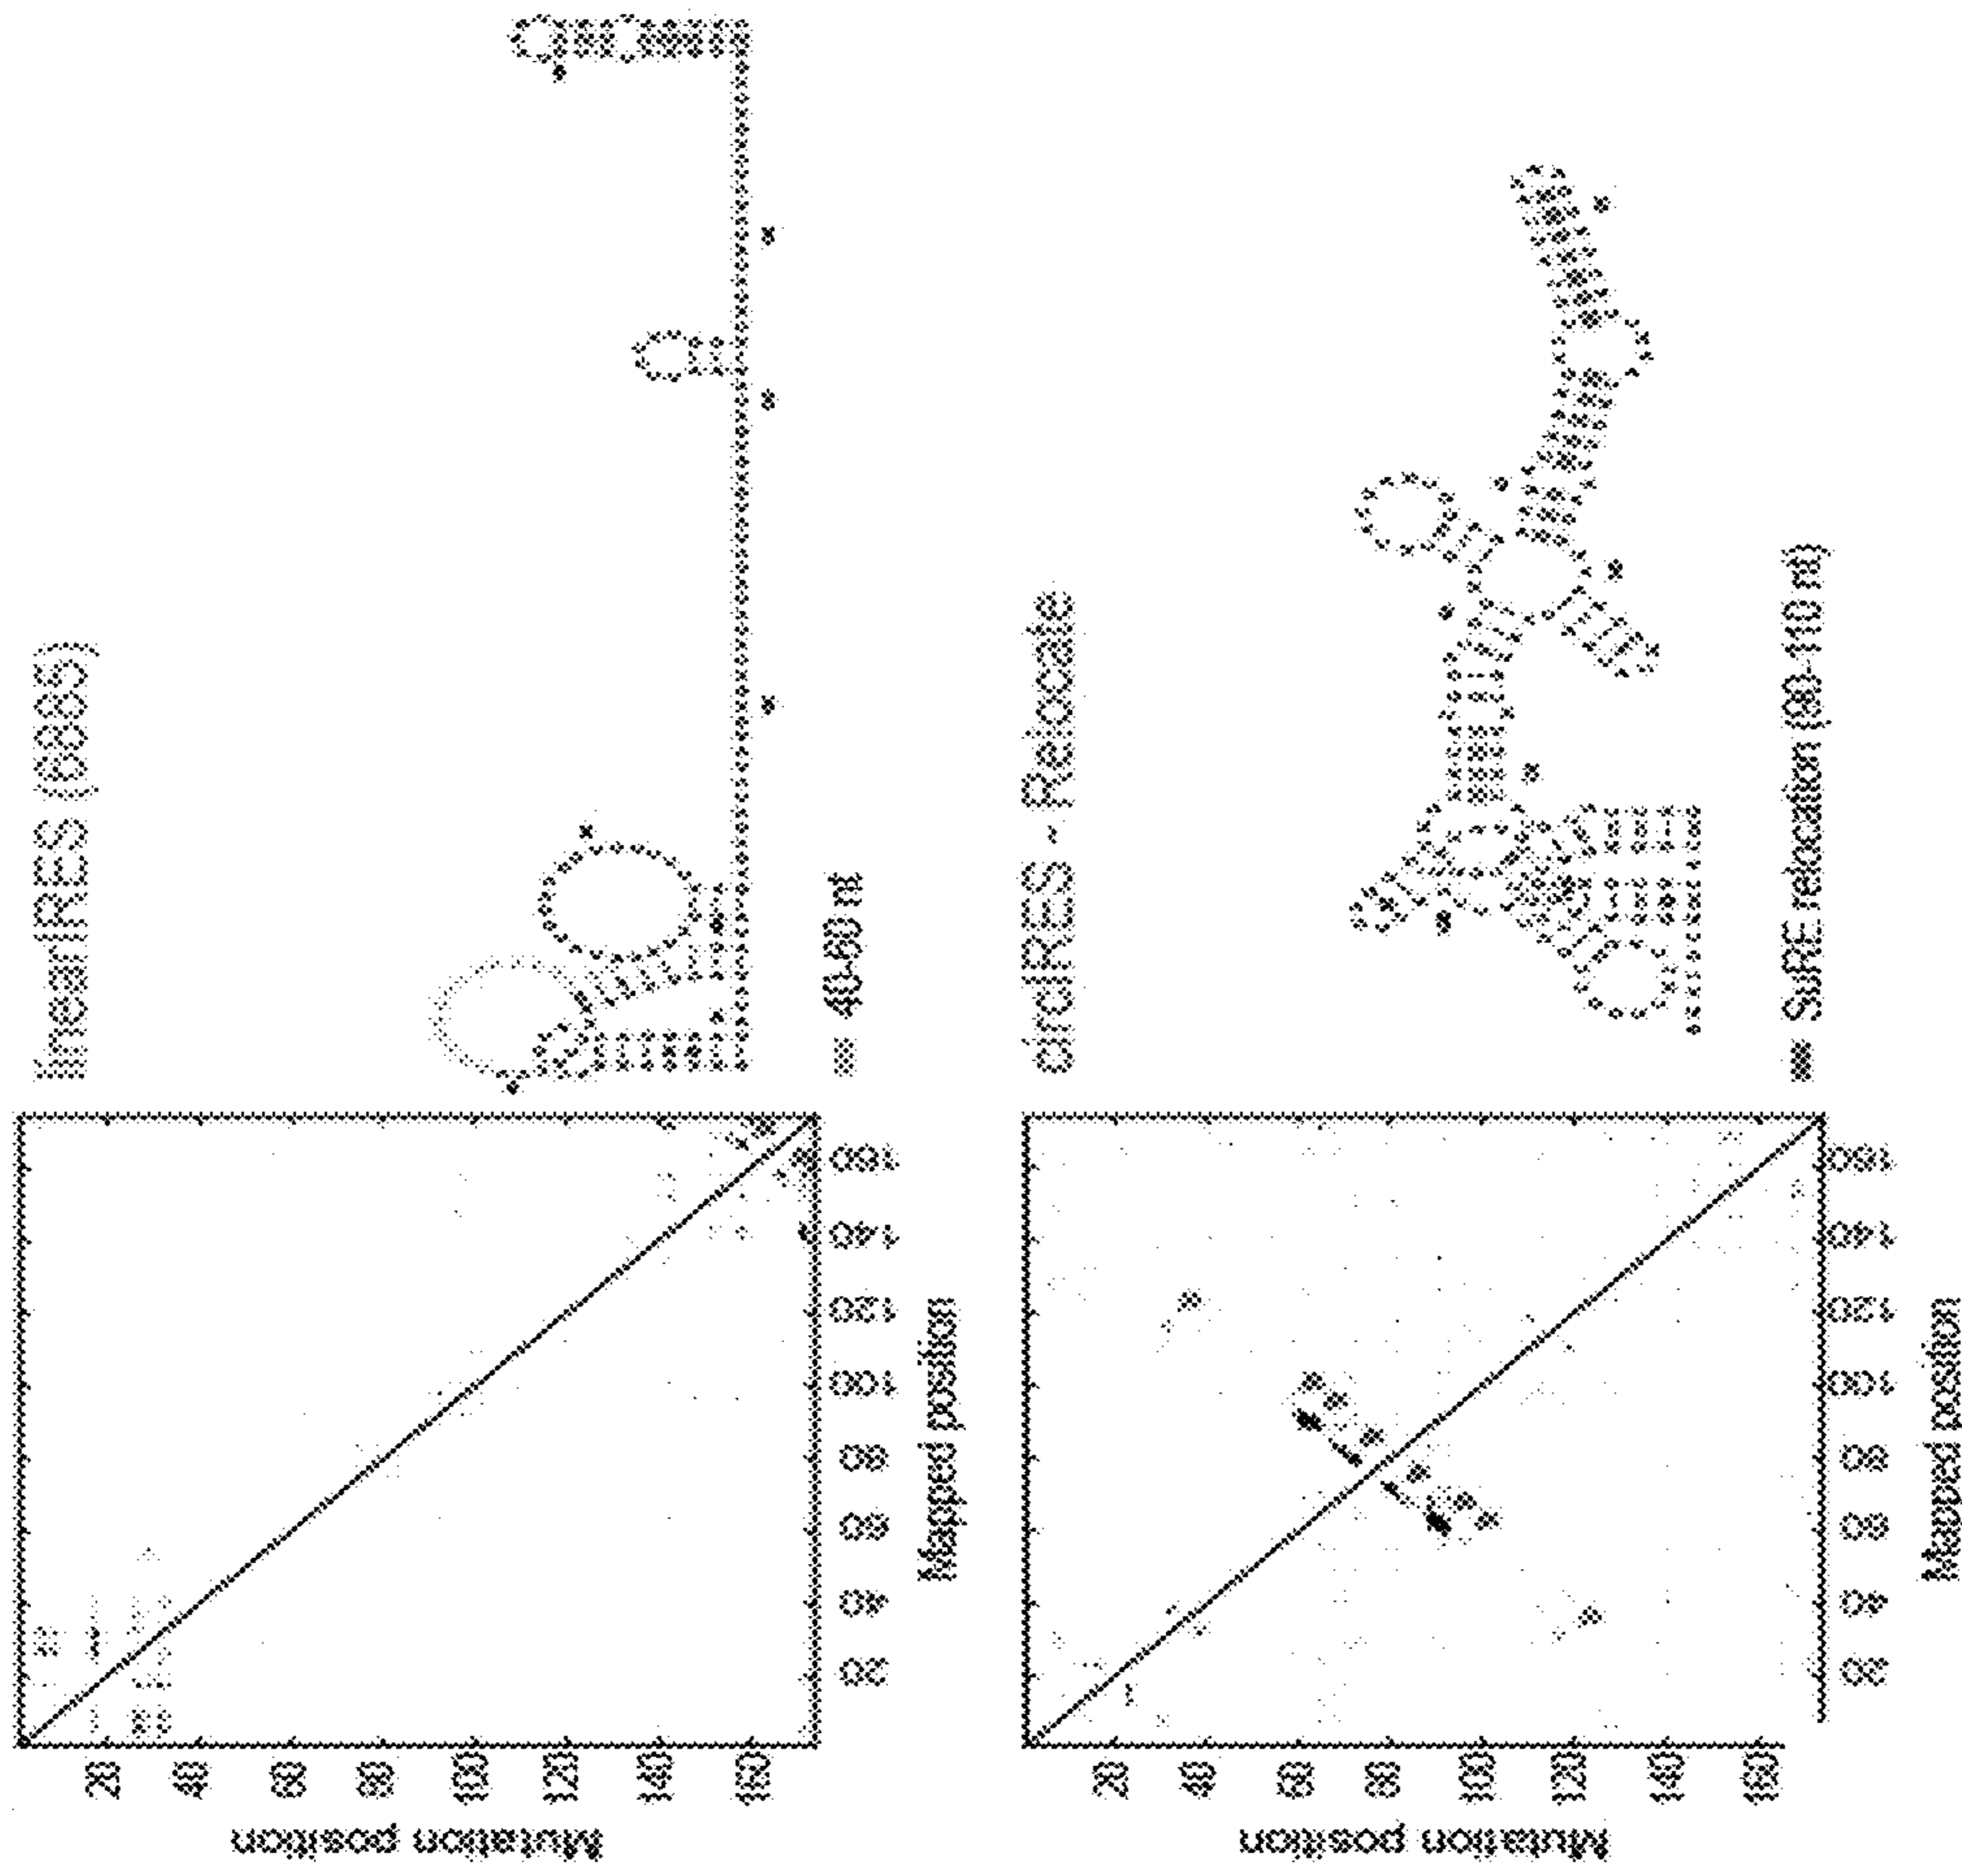 linearIRES (6885)
Mutation position
20
40
60
80
100
120
140
160
20 40 60 80 100 120 140 160
Mapped position
40-60 nt
circIRES - Relocate
Mutation position
20
40
60
80
100
120
140
160
20 40 60 80 100 120 140 160
Mapped position
SuRE relocation (80-110 nt)